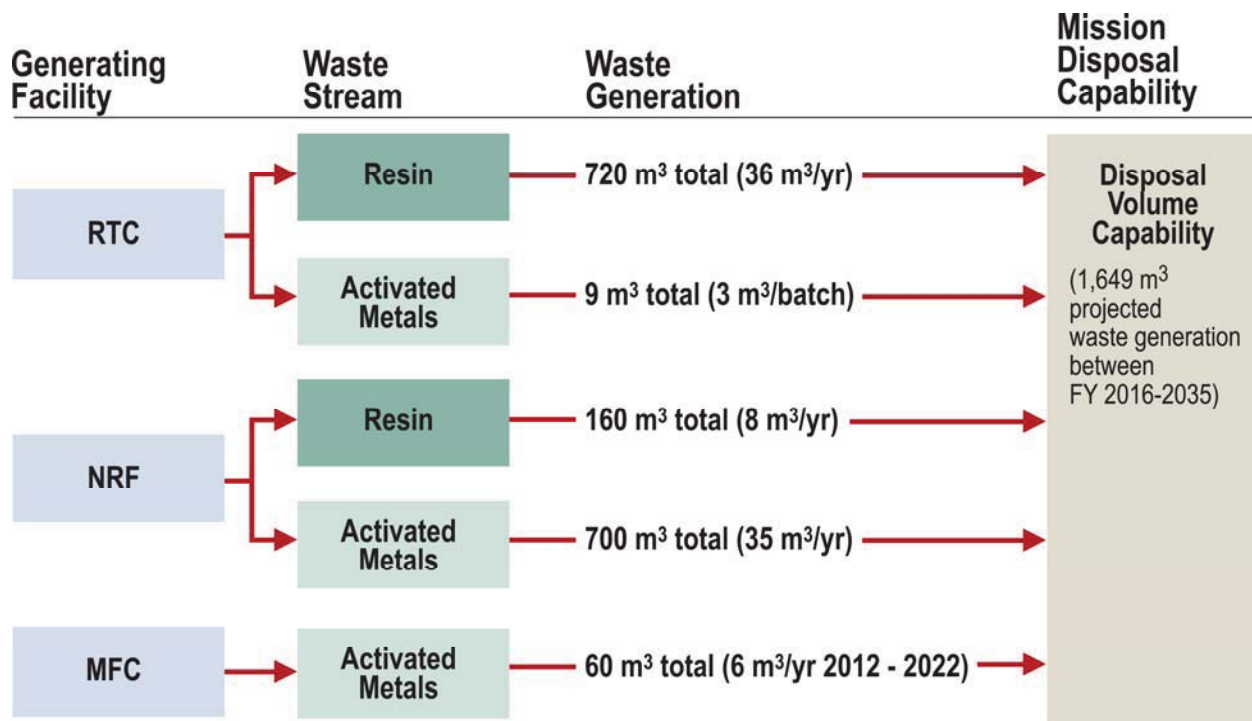 Generating
Facility
Waste
Stream
Waste
Generation
Mission
Disposal
Capability
RTC
Resin
720 m³ total (36 m³/yr)
Activated
Metals
9 m³ total (3 m³/batch)
NRF
Resin
160 m³ total (8 m³/yr)
Activated
Metals
700 m³ total (35 m³/yr)
MFC
Activated
Metals
60 m³ total (6 m³/yr 2012 - 2022)
Disposal
Volume
Capability
(1,649 m³
projected
waste generation
between
FY 2016-2035)